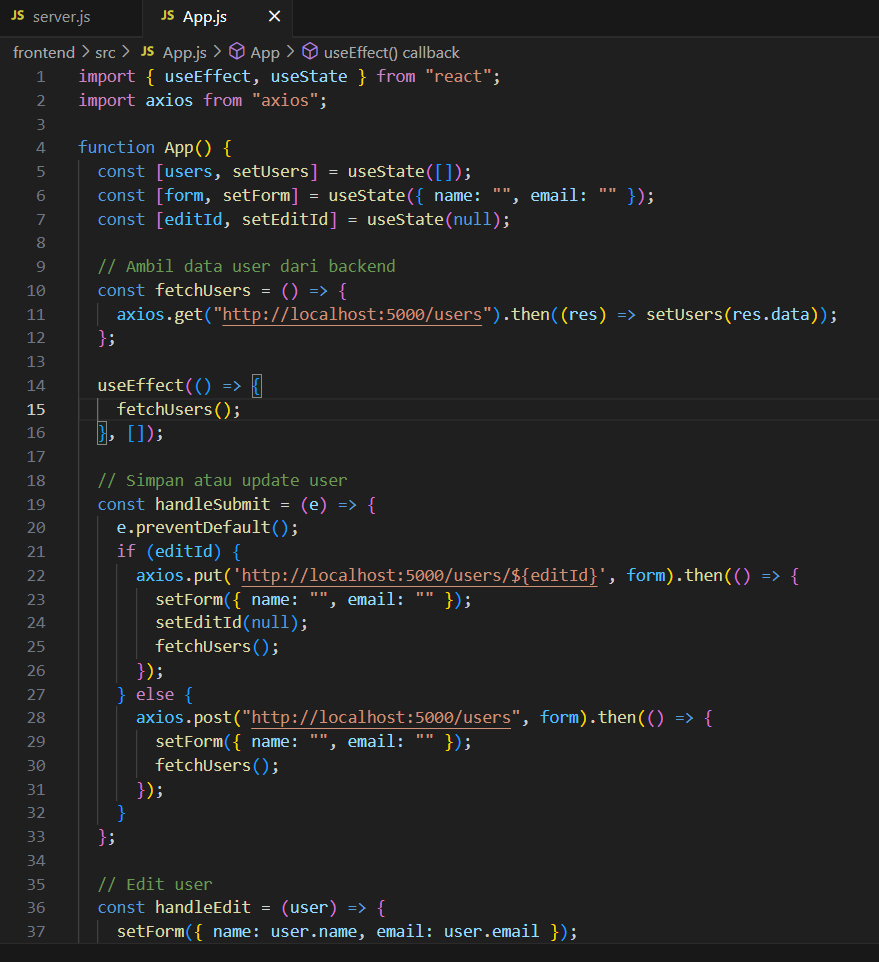 JS server.js
JS App.js ×
frontend > src > JS App.js > App > useEffect() callback
1 import { useEffect, useState } from "react";
2 import axios from "axios";
3
4 function App() {
5   const [users, setUsers] = useState([]);
6   const [form, setForm] = useState({ name: "", email: "" });
7   const [editId, setEditId] = useState(null);
8
9   // Ambil data user dari backend
10   const fetchUsers = () => {
11     axios.get("http://localhost:5000/users").then((res) => setUsers(res.data));
12   };
13
14   useEffect(() => {
15     fetchUsers();
16   }, []);
17
18   // Simpan atau update user
19   const handleSubmit = (e) => {
20     e.preventDefault();
21     if (editId) {
22       axios.put('http://localhost:5000/users/${editId}', form).then(() => {
23         setForm({ name: "", email: "" });
24         setEditId(null);
25         fetchUsers();
26       });
27     } else {
28       axios.post("http://localhost:5000/users", form).then(() => {
29         setForm({ name: "", email: "" });
30         fetchUsers();
31       });
32     }
33   };
34
35   // Edit user
36   const handleEdit = (user) => {
37     setForm({ name: user.name, email: user.email });